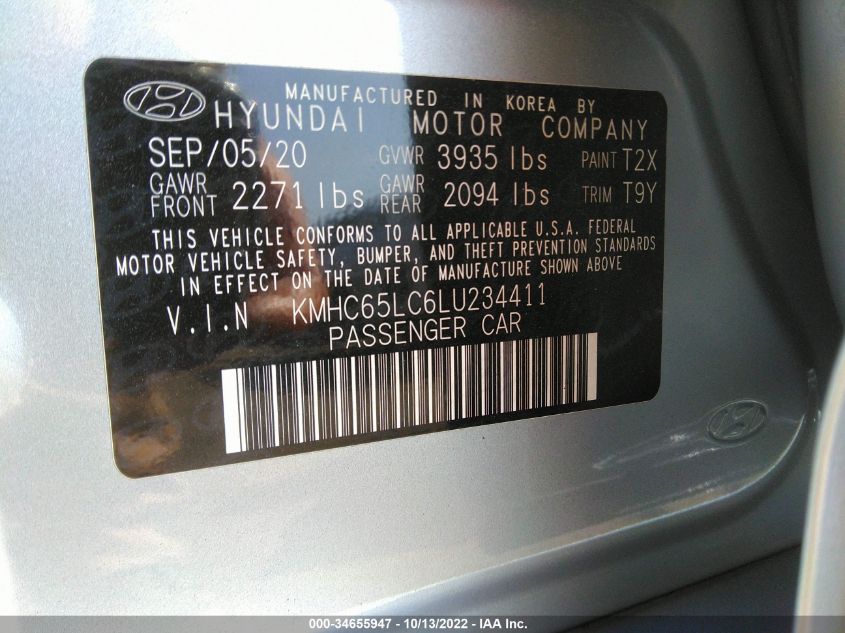 MANUFACTURED IN KOREA BY
HYUNDAI MOTOR COMPANY
SEP/05/20 GVWR 3935 lbs PAINT T2X
GAWR FRONT 2271 lbs GAWR REAR 2094 lbs TRIM T9Y
THIS VEHICLE CONFORMS TO ALL APPLICABLE U.S.A. FEDERAL
MOTOR VEHICLE SAFETY, BUMPER, AND THEFT PREVENTION STANDARDS
IN EFFECT ON THE DATE OF MANUFACTURE SHOWN ABOVE
V.I.N KMHC65LC6LU234411
PASSENGER CAR
000-34655947 - 10/13/2022 - IAA Inc.